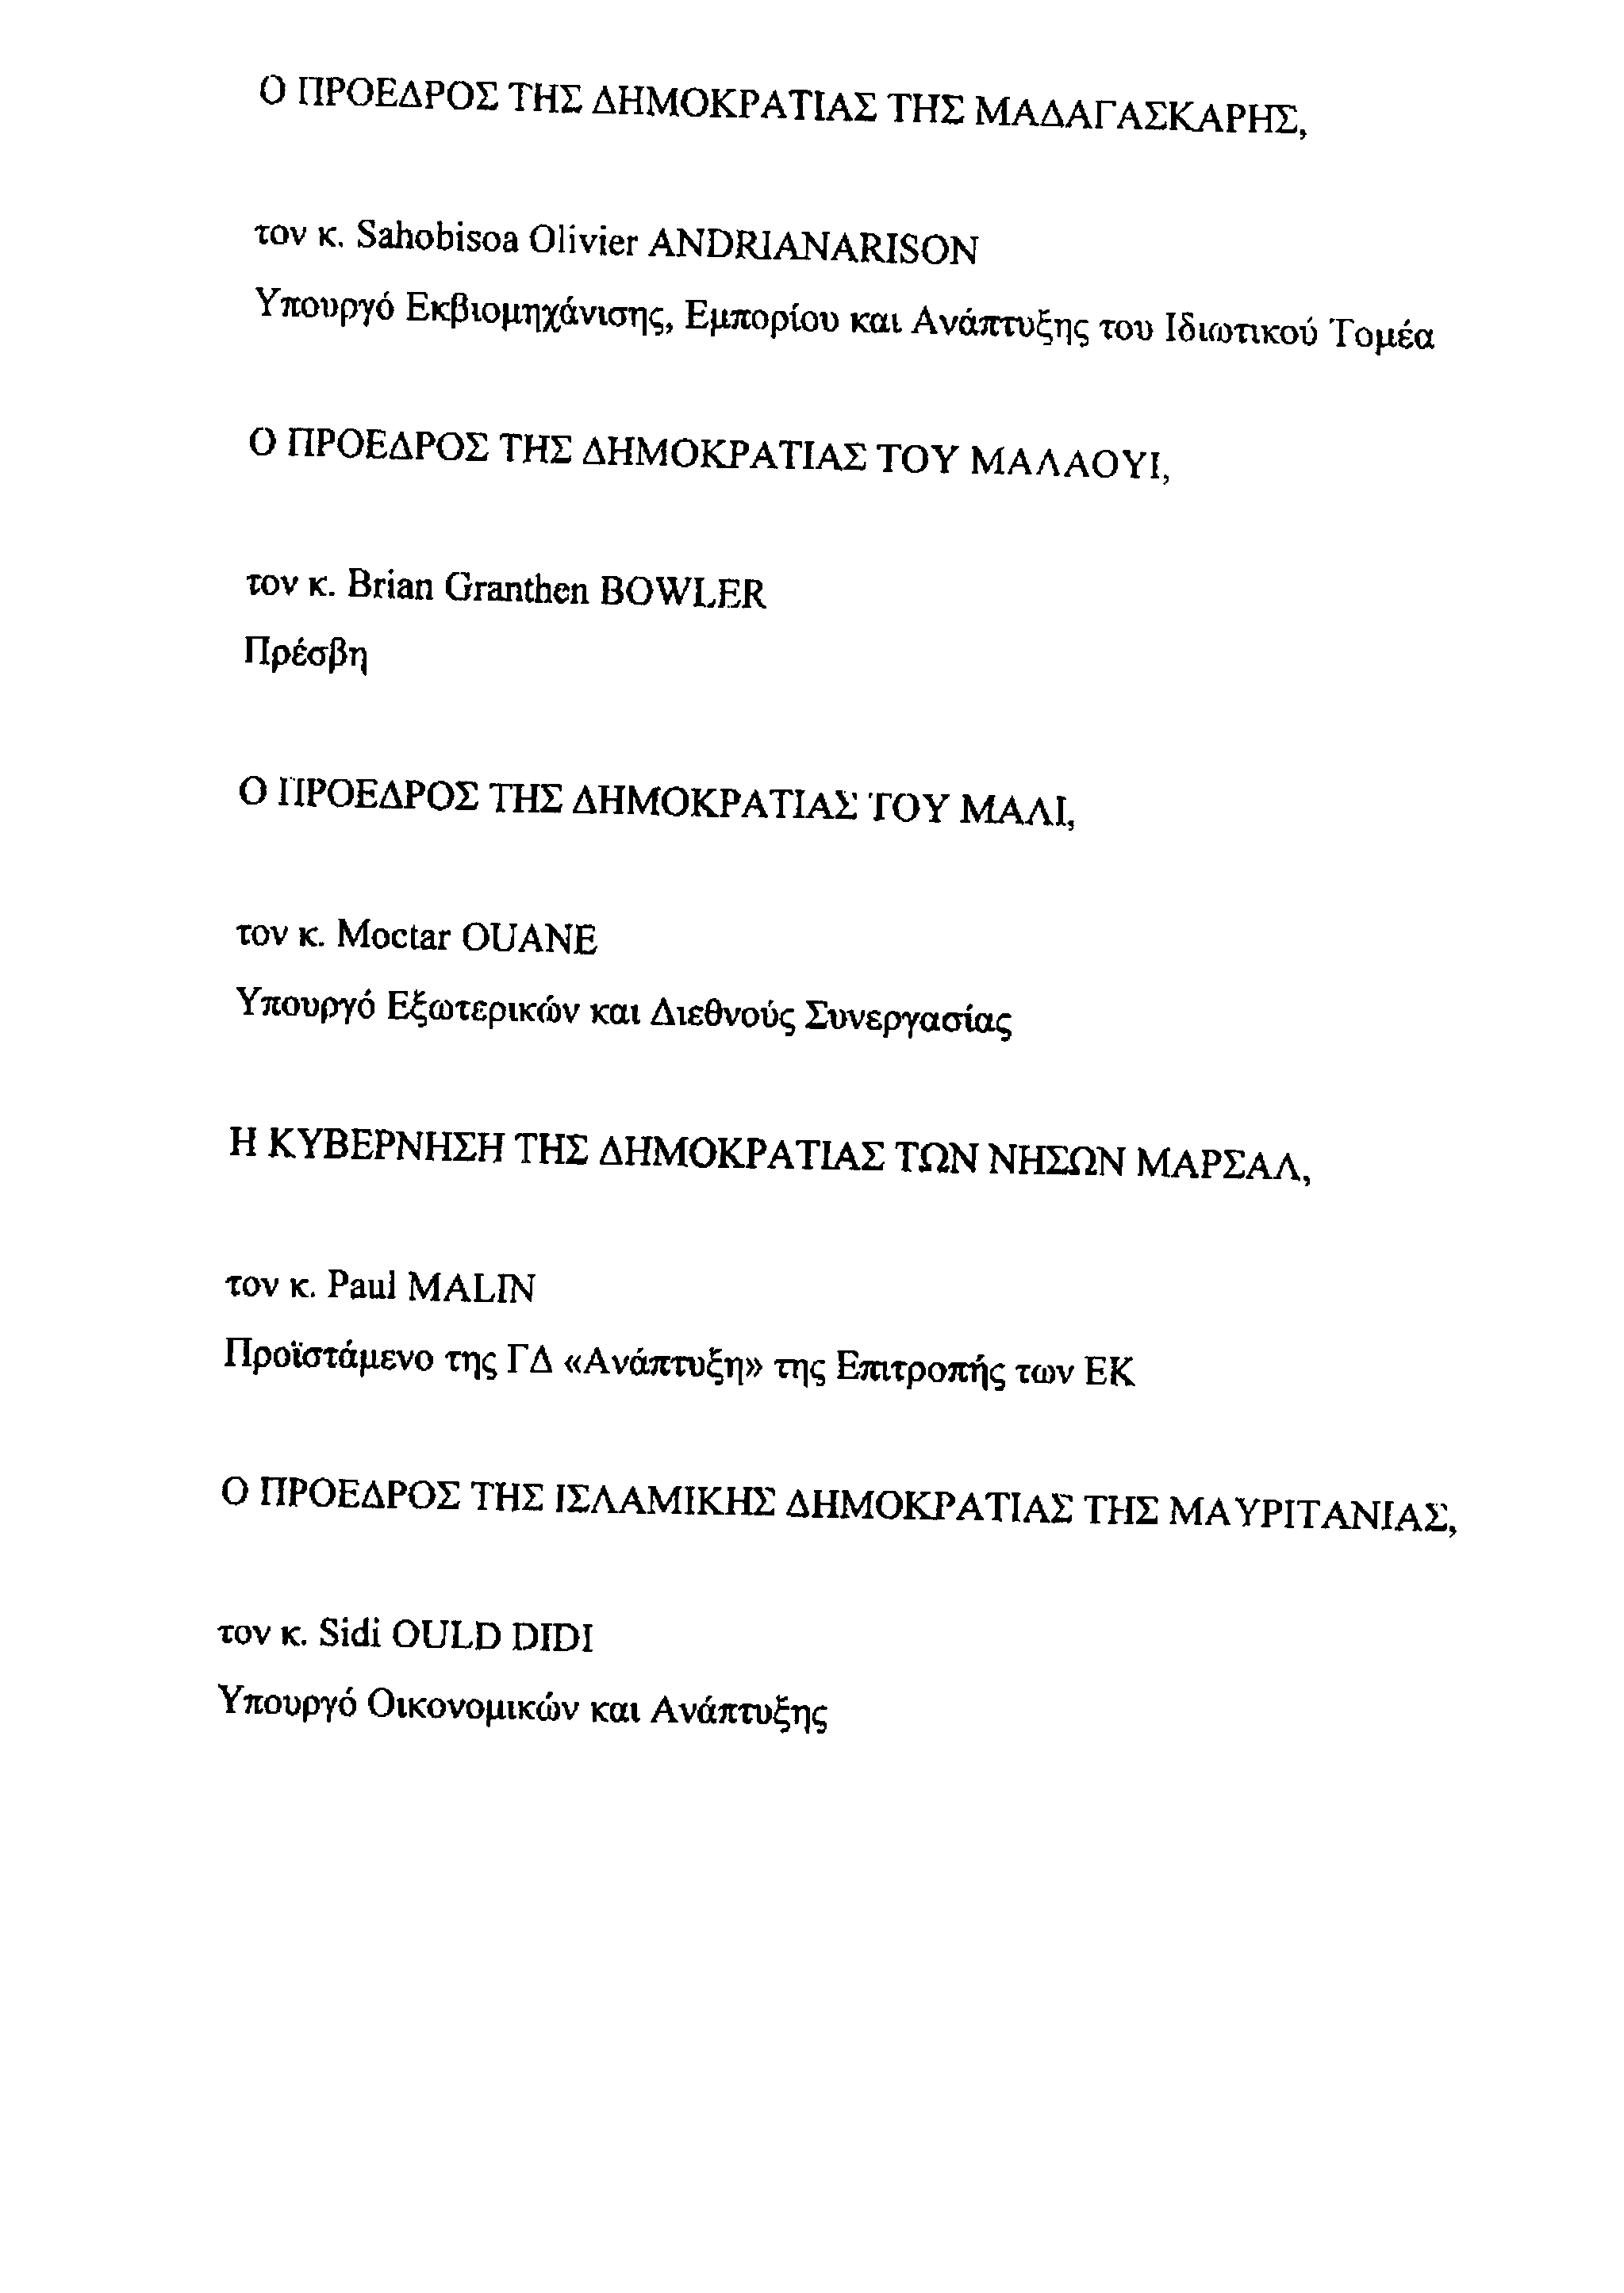 Ο ΠΡΟΕΔΡΟΣ ΤΗΣ ΔΗΜΟΚΡΑΤΙΑΣ ΤΗΣ ΜΑΔΑΓΑΣΚΑΡΗΣ,
τον κ. Sahobisoa Olivier ANDRIANARISON
Υπουργό Εκβιομηχάνισης, Εμπορίου και Ανάπτυξης του Ιδιωτικού Τομέα
Ο ΠΡΟΕΔΡΟΣ ΤΗΣ ΔΗΜΟΚΡΑΤΙΑΣ ΤΟΥ ΜΑΛΑΟΥΙ,
τον κ. Brian Granthen BOWLER
Πρέσβη
Ο ΠΡΟΕΔΡΟΣ ΤΗΣ ΔΗΜΟΚΡΑΤΙΑΣ ΤΟΥ ΜΑΛΙ,
τον κ. Moctar OUANE
Υπουργό Εξωτερικών και Διεθνούς Συνεργασίας
Η ΚΥΒΕΡΝΗΣΗ ΤΗΣ ΔΗΜΟΚΡΑΤΙΑΣ ΤΩΝ ΝΗΣΩΝ ΜΑΡΣΑΛ,
τον κ. Paul MALIN
Προϊστάμενο της ΓΔ «Ανάπτυξη» της Επιτροπής των ΕΚ
Ο ΠΡΟΕΔΡΟΣ ΤΗΣ ΙΣΛΑΜΙΚΗΣ ΔΗΜΟΚΡΑΤΙΑΣ ΤΗΣ ΜΑΥΡΙΤΑΝΙΑΣ,
τον κ. Sidi OULD DIDI
Υπουργό Οικονομικών και Ανάπτυξης